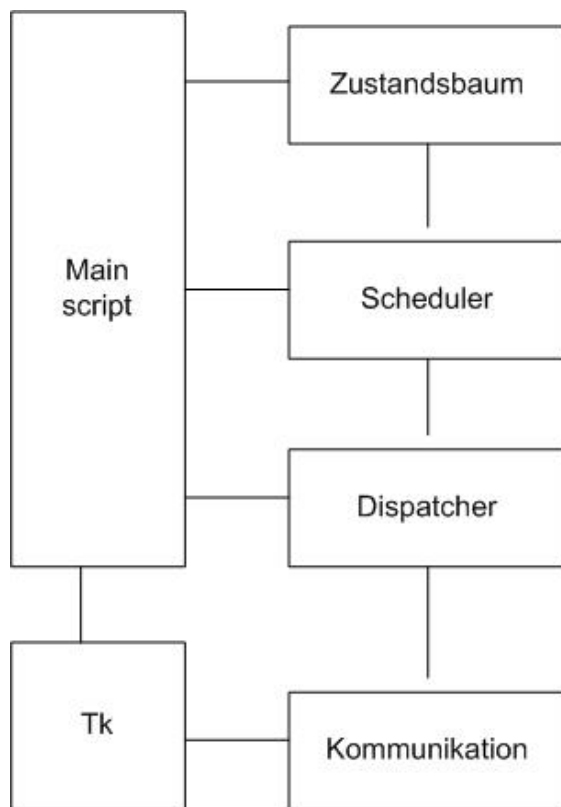 Zustandsbaum
Main
script
Scheduler
Dispatcher
Tk
Kommunikation